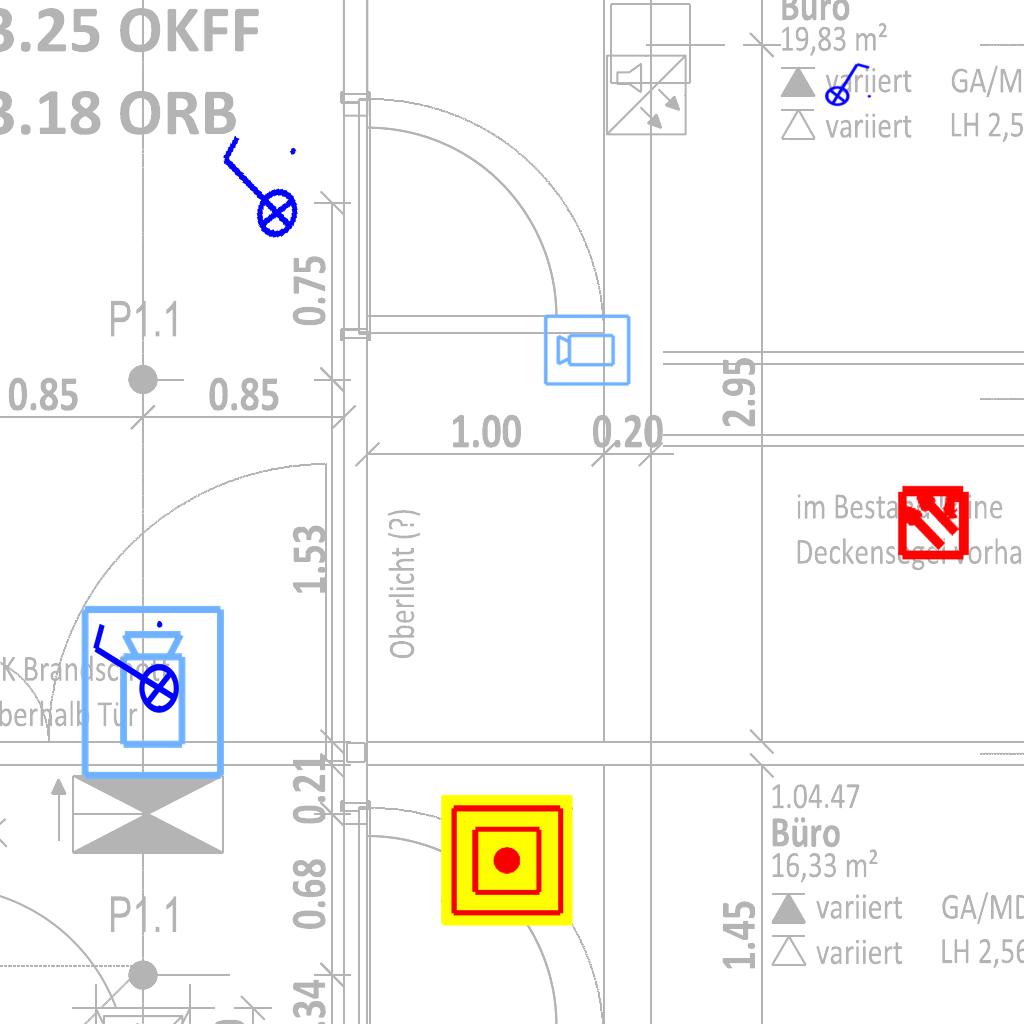 3.25 OKFF
3.18 ORB
Büro
19,83 m²
variiert GA/M
variiert LH 2,5
0.75
P1.1
0.85
0.85
2.95
1.00
0.20
1.53
Oberlicht (?)
im Bestand keine
Deckensegel vorha
K Brandschott
berhalb Tür
0.21
1.04.47
Büro
16,33 m²
variiert GA/MD
variiert LH 2,56
0.68
P1.1
1.45
.34